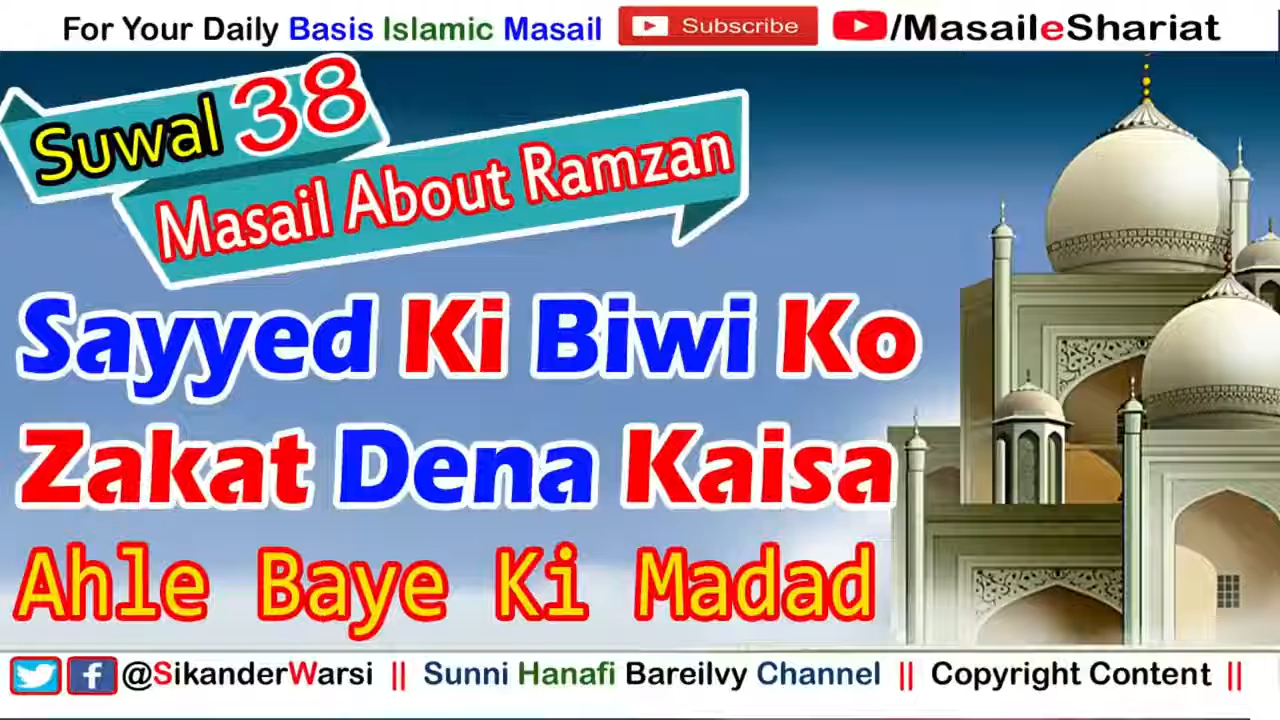 For Your Daily Basis Islamic Masail Subscribe /MasaileShariat
Suwal 38
Masail About Ramzan
Sayyed Ki Biwi Ko
Zakat Dena Kaisa
Ahle Baye Ki Madad
@SikanderWarsi || Sunni Hanafi Bareilvy Channel || Copyright Content ||